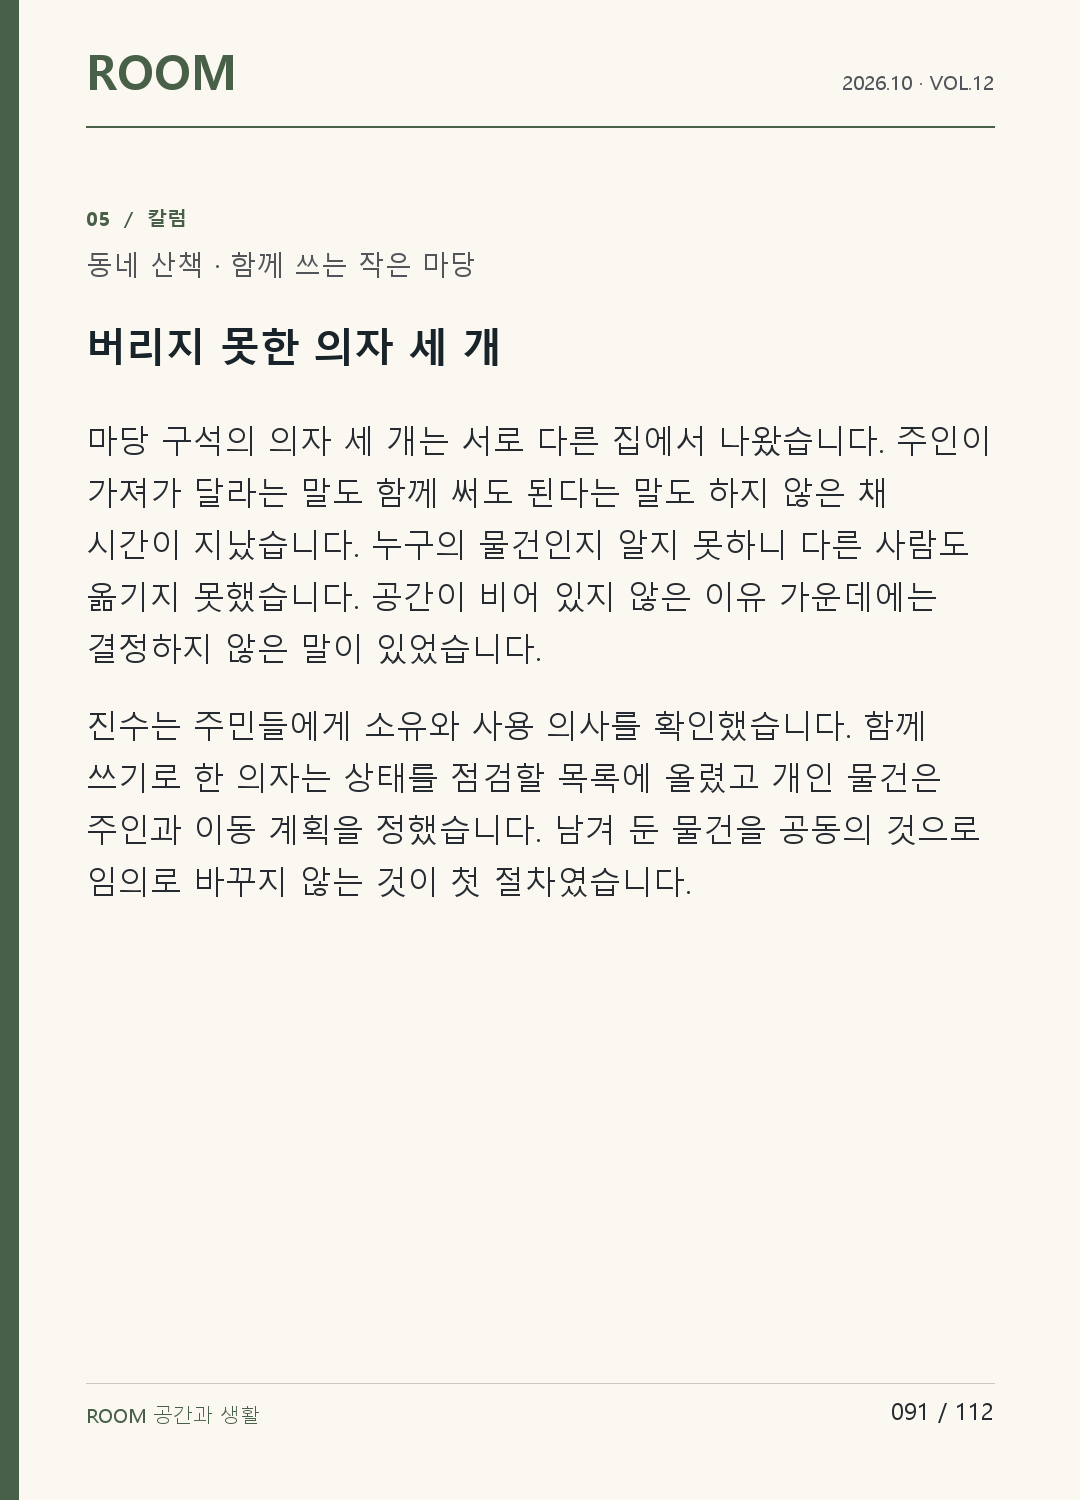 ROOM
2026.10 · VOL.12
05 / 칼럼
동네 산책 · 함께 쓰는 작은 마당
버리지 못한 의자 세 개
마당 구석의 의자 세 개는 서로 다른 집에서 나왔습니다. 주인이
가져가 달라는 말도 함께 써도 된다는 말도 하지 않은 채
시간이 지났습니다. 누구의 물건인지 알지 못하니 다른 사람도
옮기지 못했습니다. 공간이 비어 있지 않은 이유 가운데에는
결정하지 않은 말이 있었습니다.
진수는 주민들에게 소유와 사용 의사를 확인했습니다. 함께
쓰기로 한 의자는 상태를 점검할 목록에 올렸고 개인 물건은
주인과 이동 계획을 정했습니다. 남겨 둔 물건을 공동의 것으로
임의로 바꾸지 않는 것이 첫 절차였습니다.
ROOM 공간과 생활
091 / 112